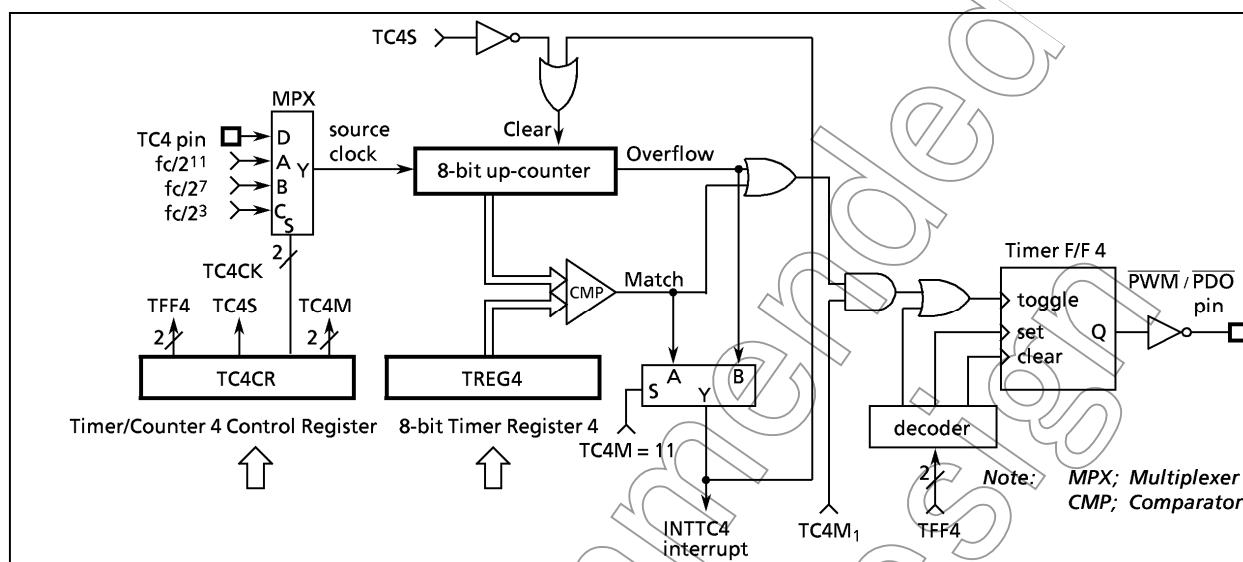 TC4S
MPX
TC4 pin
D
source
clock
Clear
fc/2¹¹
A
Y
8-bit up-counter
Overflow
fc/2⁷
B
fc/2³
C
S
2
TC4CK
CMP
Match
Timer F/F 4
PWM / PDO
pin
TFF4
TC4S
TC4M
2
2
toggle
set
Q
clear
TC4CR
TREG4
S
A
B
Y
Timer/Counter 4 Control Register
8-bit Timer Register 4
TC4M = 11
decoder
2
Note: MPX; Multiplexer
CMP; Comparator
INTTC4
interrupt
TC4M₁
TFF4
mmended
esign